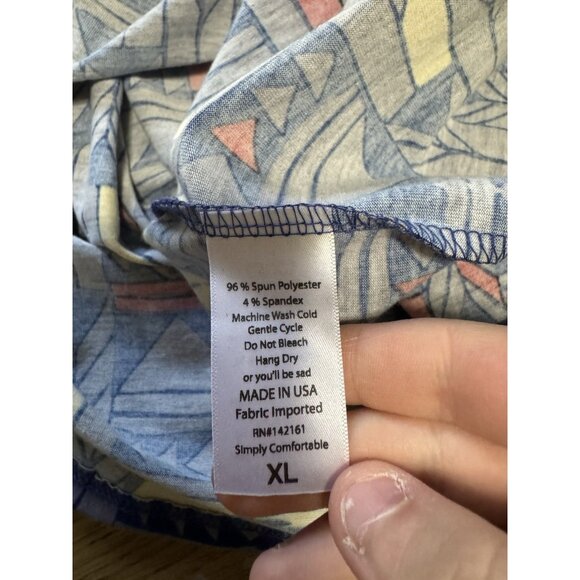 96 % Spun Polyester
4 % Spandex
Machine Wash Cold
Gentle Cycle
Do Not Bleach
Hang Dry
or you'll be sad
MADE IN USA
Fabric Imported
RN#142161
Simply Comfortable
XL